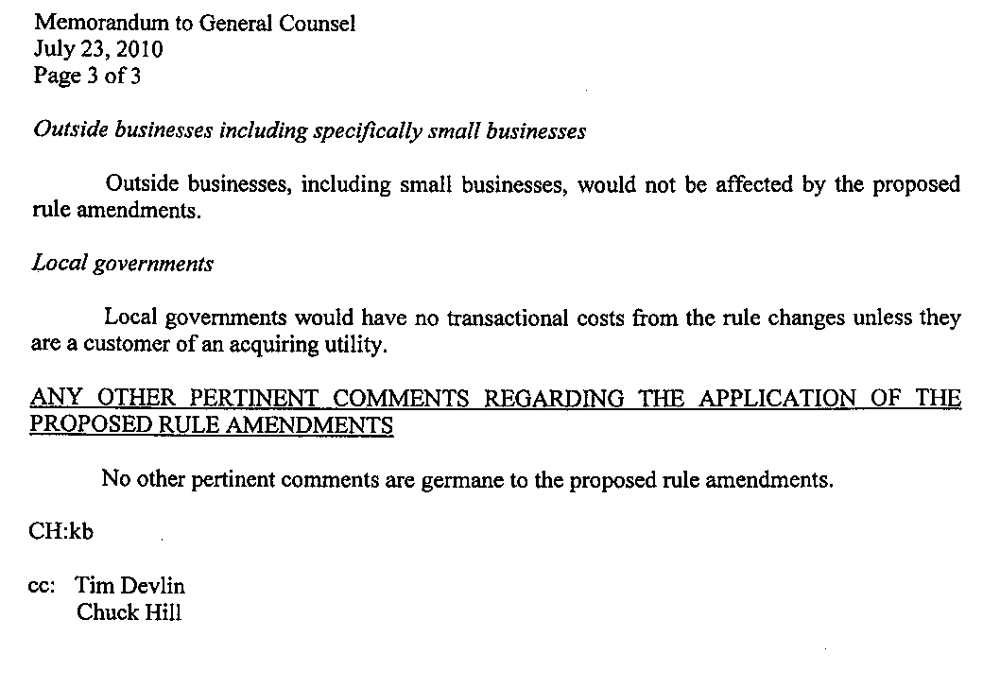 Memorandum to General Counsel
July 23, 2010
Page 3 of 3
Outside businesses including specifically small businesses
Outside businesses, including small businesses, would not be affected by the proposed
rule amendments.
Local governments
Local governments would have no transactional costs from the rule changes unless they
are a customer of an acquiring utility.
ANY OTHER PERTINENT COMMENTS REGARDING THE APPLICATION OF THE
PROPOSED RULE AMENDMENTS
No other pertinent comments are germane to the proposed rule amendments.
CH:kb
cc: Tim Devlin
Chuck Hill